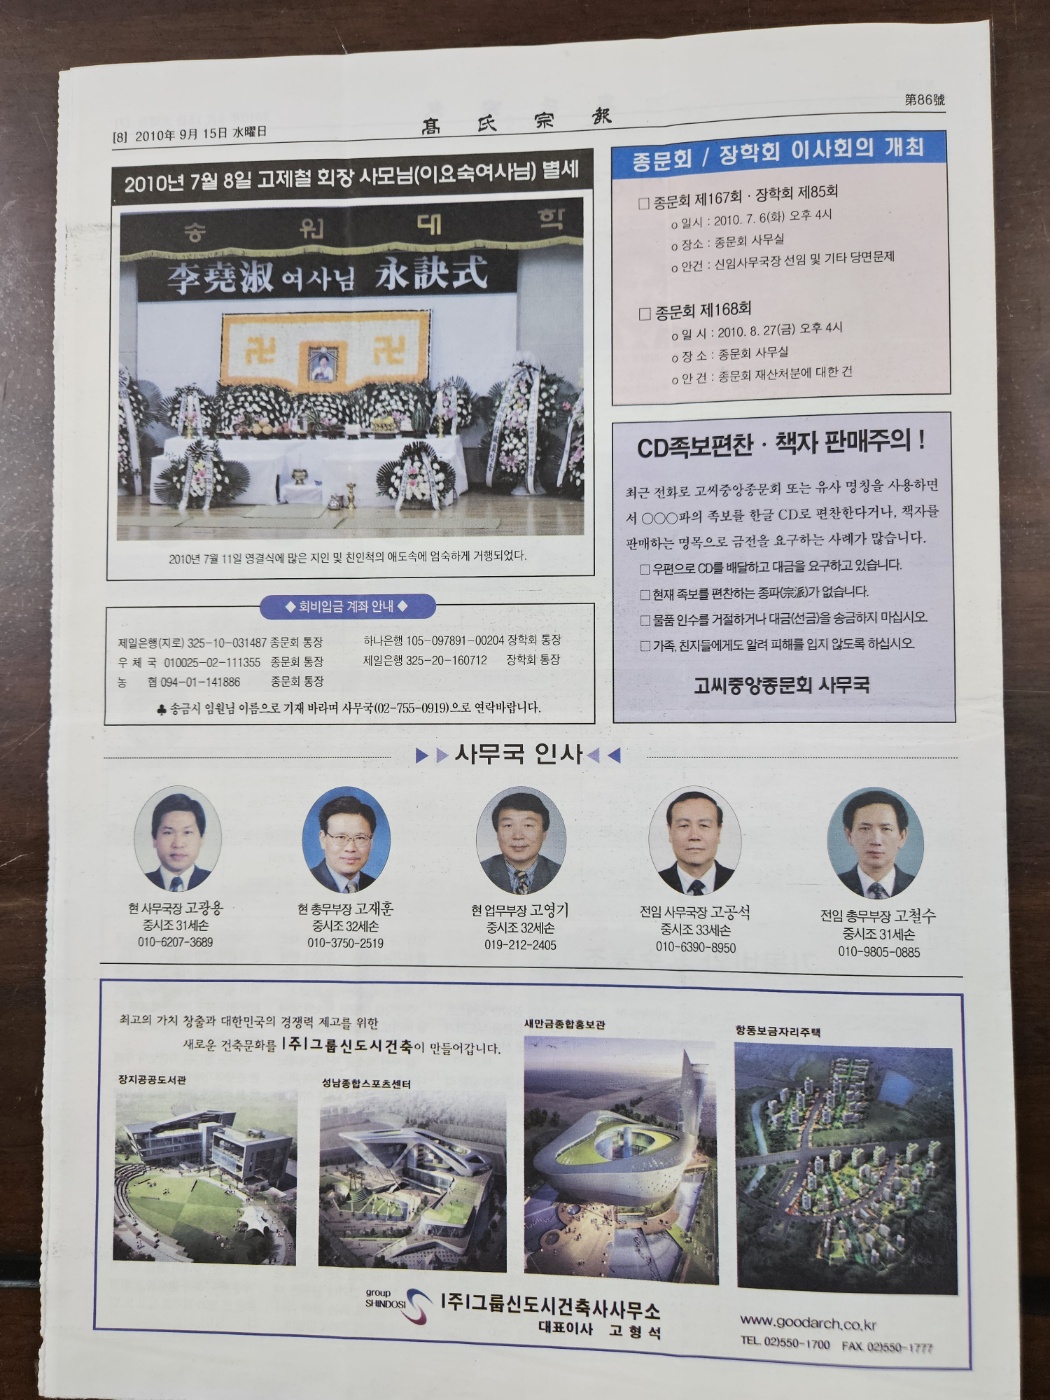 [8] 2010年 9月 15日 水曜日
高 氏 宗 報
第86號
2010년 7월 8일 고제철 회장 사모님(이요숙여사님) 별세
송 원 대 학
李堯淑 여사님 永訣式
2010년 7월 11일 영결식에 많은 지인 및 친인척의 애도속에 엄숙하게 거행되었다.
◆ 회비입금 계좌 안내 ◆
제일은행(지로) 325-10-031487 종문회 통장
우 체 국 010025-02-111355 종문회 통장
농 협 094-01-141886 종문회 통장
하나은행 105-097891-00204 장학회 통장
제일은행 325-20-160712 장학회 통장
♣ 송금시 임원님 이름으로 기재 바라며 사무국(02-755-0919)으로 연락바랍니다.
종문회 / 장학회 이사회의 개최
□ 종문회 제167회 · 장학회 제85회
o 일시 : 2010. 7. 6(화) 오후 4시
o 장소 : 종문회 사무실
o 안건 : 신임사무국장 선임 및 기타 당면문제
□ 종문회 제168회
o 일 시 : 2010. 8. 27(금) 오후 4시
o 장 소 : 종문회 사무실
o 안 건 : 종문회 재산처분에 대한 건
CD족보편찬 · 책자 판매주의 !
최근 전화로 고씨중앙종문회 또는 유사 명칭을 사용하면
서 ○○○파의 족보를 한글 CD로 편찬한다거나, 책자를
판매하는 명목으로 금전을 요구하는 사례가 많습니다.
□ 우편으로 CD를 배달하고 대금을 요구하고 있습니다.
□ 현재 족보를 편찬하는 종파(宗派)가 없습니다.
□ 물품 인수를 거절하거나 대금(선금)을 송금하지 마십시오.
□ 가족, 친지들에게도 알려 피해를 입지 않도록 하십시오.
고씨중앙종문회 사무국
▶▶ 사무국 인사 ◀◀
현 사무국장 고광용
중시조 31세손
010-6207-3689
현 총무부장 고재훈
중시조 32세손
010-3750-2519
현 업무부장 고영기
중시조 32세손
019-212-2405
전임 사무국장 고공석
중시조 33세손
010-6390-8950
전임 총무부장 고철수
중시조 31세손
010-9805-0885
최고의 가치 창출과 대한민국의 경쟁력 제고를 위한
새로운 건축문화를 |주|그룹신도시건축이 만들어갑니다.
장지공공도서관
성남종합스포츠센터
새만금종합홍보관
항동보금자리주택
group
SHINDOSI
|주|그룹신도시건축사사무소
대표이사 고 형 석
www.goodarch.co.kr
TEL. 02)550-1700 FAX. 02)550-1777